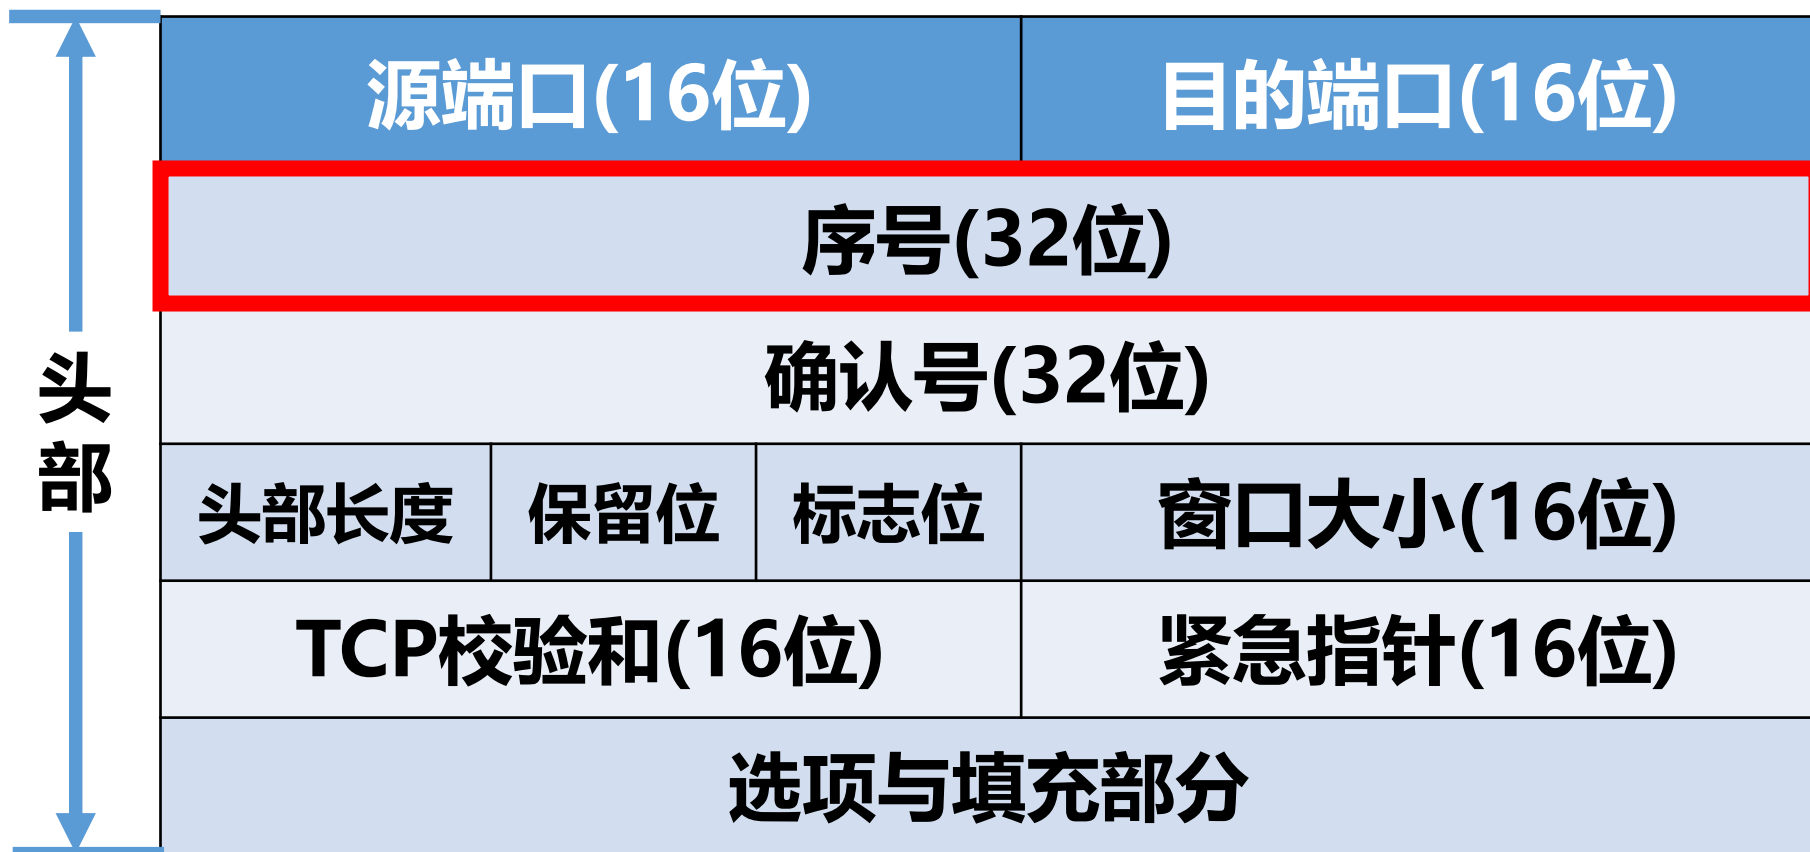 源端口(16位)
目的端口(16位)
序号(32位)
确认号(32位)
头部
头部长度
保留位
标志位
窗口大小(16位)
TCP校验和(16位)
紧急指针(16位)
选项与填充部分